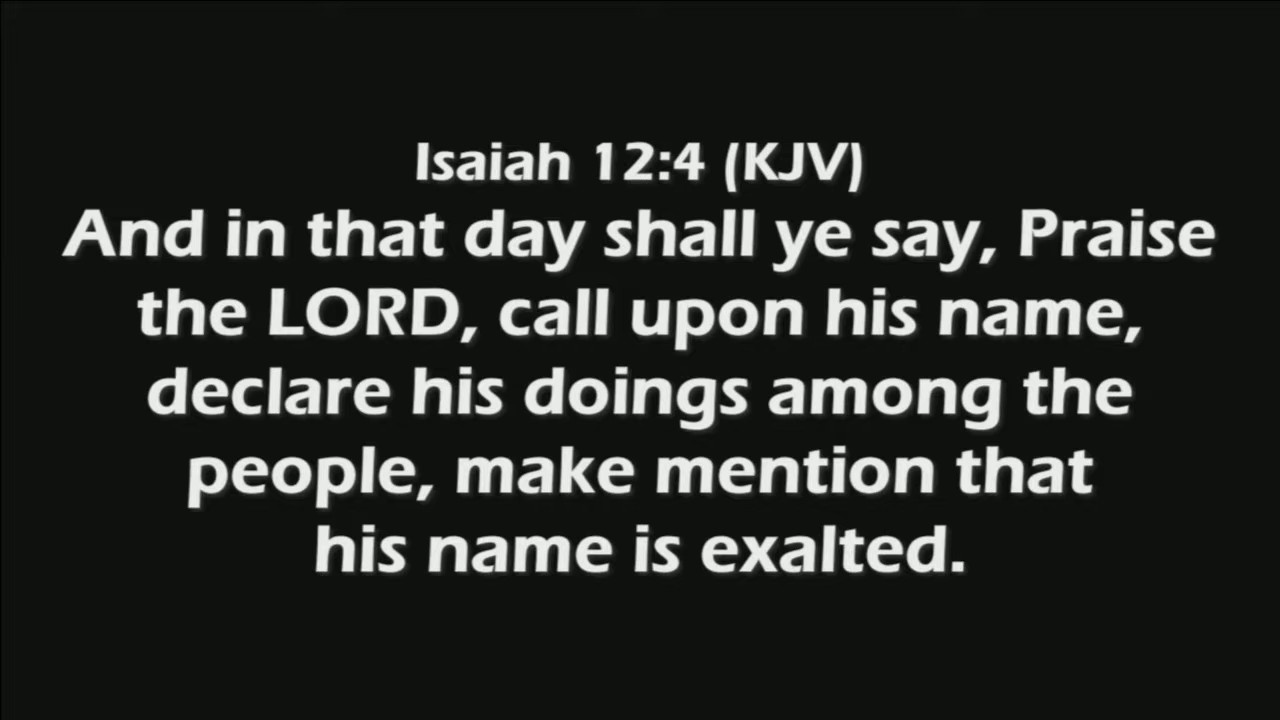 Isaiah 12:4 (KJV)
And in that day shall ye say, Praise
the LORD, call upon his name,
declare his doings among the
people, make mention that
his name is exalted.